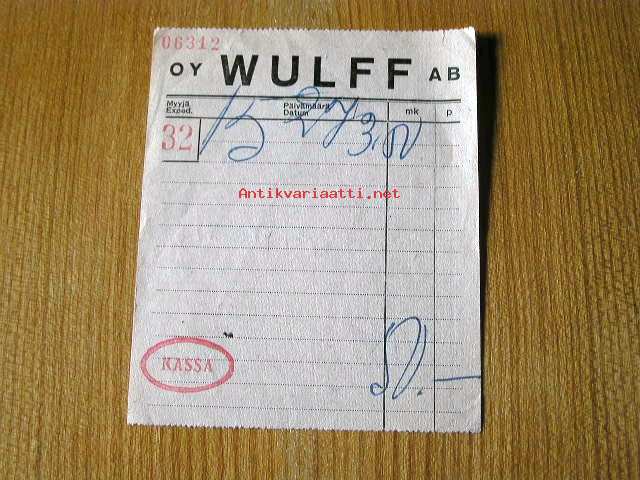 06312
OY WULFF AB
Myyjä Exped. Päivämäärä Datum mk p
32
Antikvariaatti.net
KASSA